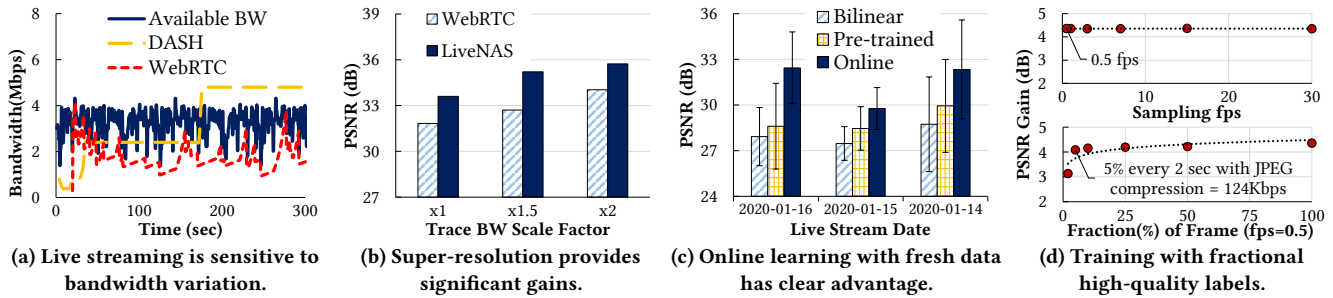 Bandwidth(Mbps)
8
6
4
2
0
Available BW
DASH
WebRTC
0
100
200
300
Time (sec)
(a) Live streaming is sensitive to
bandwidth variation.
PSNR (dB)
39
36
33
30
27
WebRTC
LiveNAS
x1
x1.5
x2
Trace BW Scale Factor
(b) Super-resolution provides
significant gains.
PSNR (dB)
36
33
30
27
24
Bilinear
Pre-trained
Online
2020-01-16
2020-01-15
2020-01-14
Live Stream Date
(c) Online learning with fresh data
has clear advantage.
PSNR Gain (dB)
5
4
3
2
0.5 fps
0
10
20
30
Sampling fps
5
4
3
2
5% every 2 sec with JPEG
compression = 124Kbps
0
25
50
75
100
Fraction(%) of Frame (fps=0.5)
(d) Training with fractional
high-quality labels.